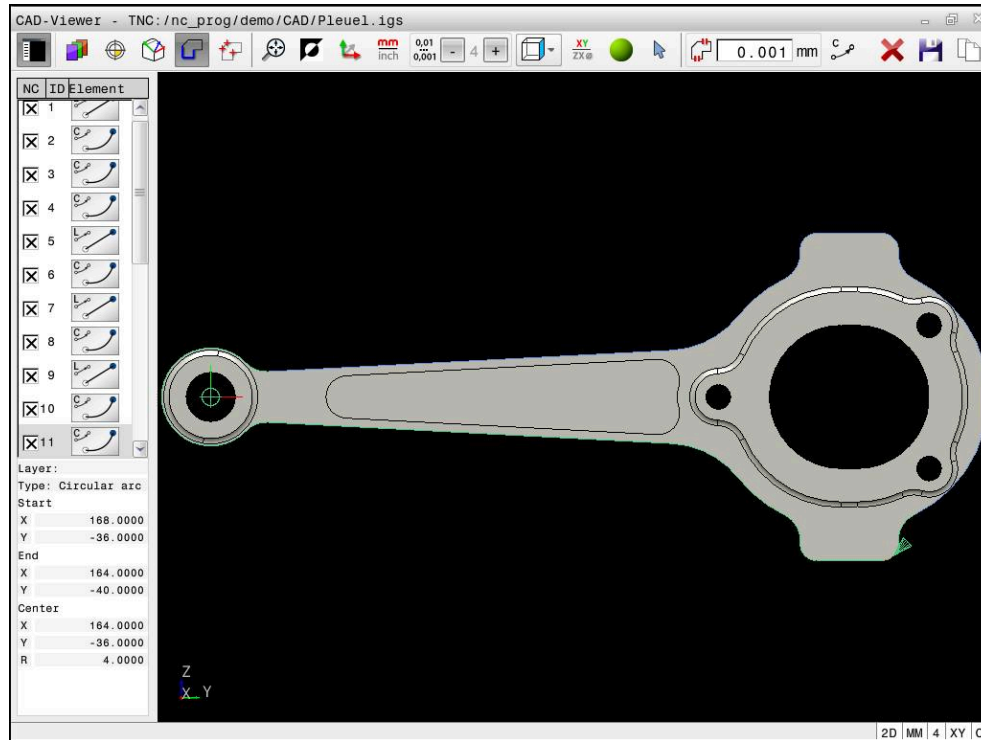 CAD-Viewer - TNC:/nc_prog/demo/CAD/Pleuel.igs
mm
inch
0,01
0,001
- 4 +
XY
ZX
0.001 mm
C
NC ID Element
1
2 C
3 C
4 C
5 L
6 C
7 L
8 C
9 L
10 C
11 C
Layer:
Type: Circular arc
Start
X 168.0000
Y -36.0000
End
X 164.0000
Y -40.0000
Center
X 164.0000
Y -36.0000
R 4.0000
Z
X Y
2D MM 4 XY